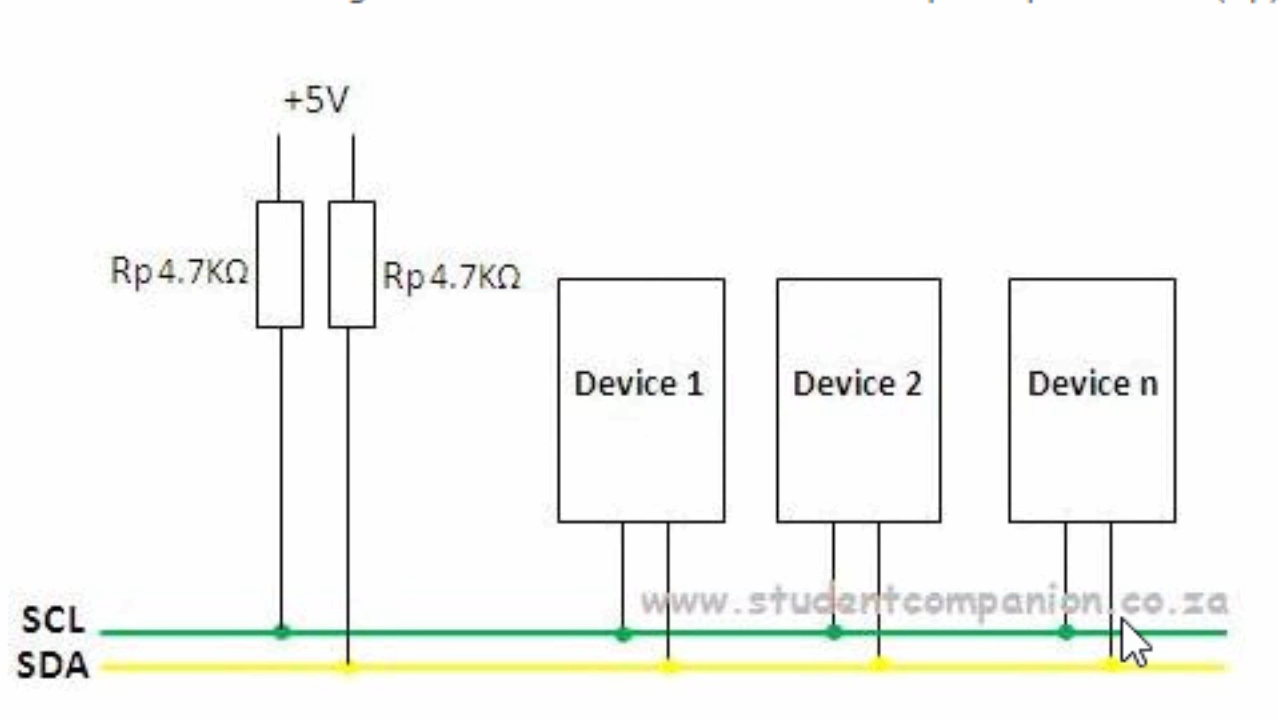 +5V
Rp 4.7KΩ
Rp 4.7KΩ
Device 1
Device 2
Device n
www.studentcompanion.co.za
SCL
SDA